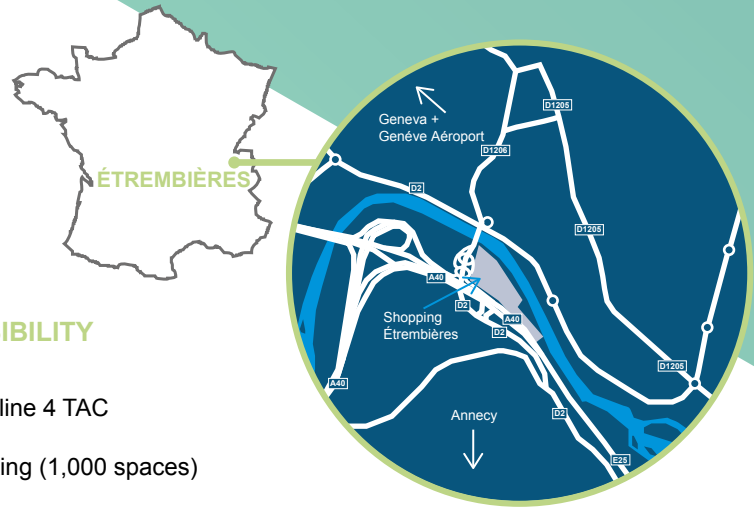 ÉTREMBIÈRES
Geneva +
Genéve Aéroport
D1205
D1206
D2
D1205
A40
Shopping
Étrembières
D2
A40
D2
D1205
A40
Annecy
D2
E25
IBILITY
line 4 TAC
ing (1,000 spaces)